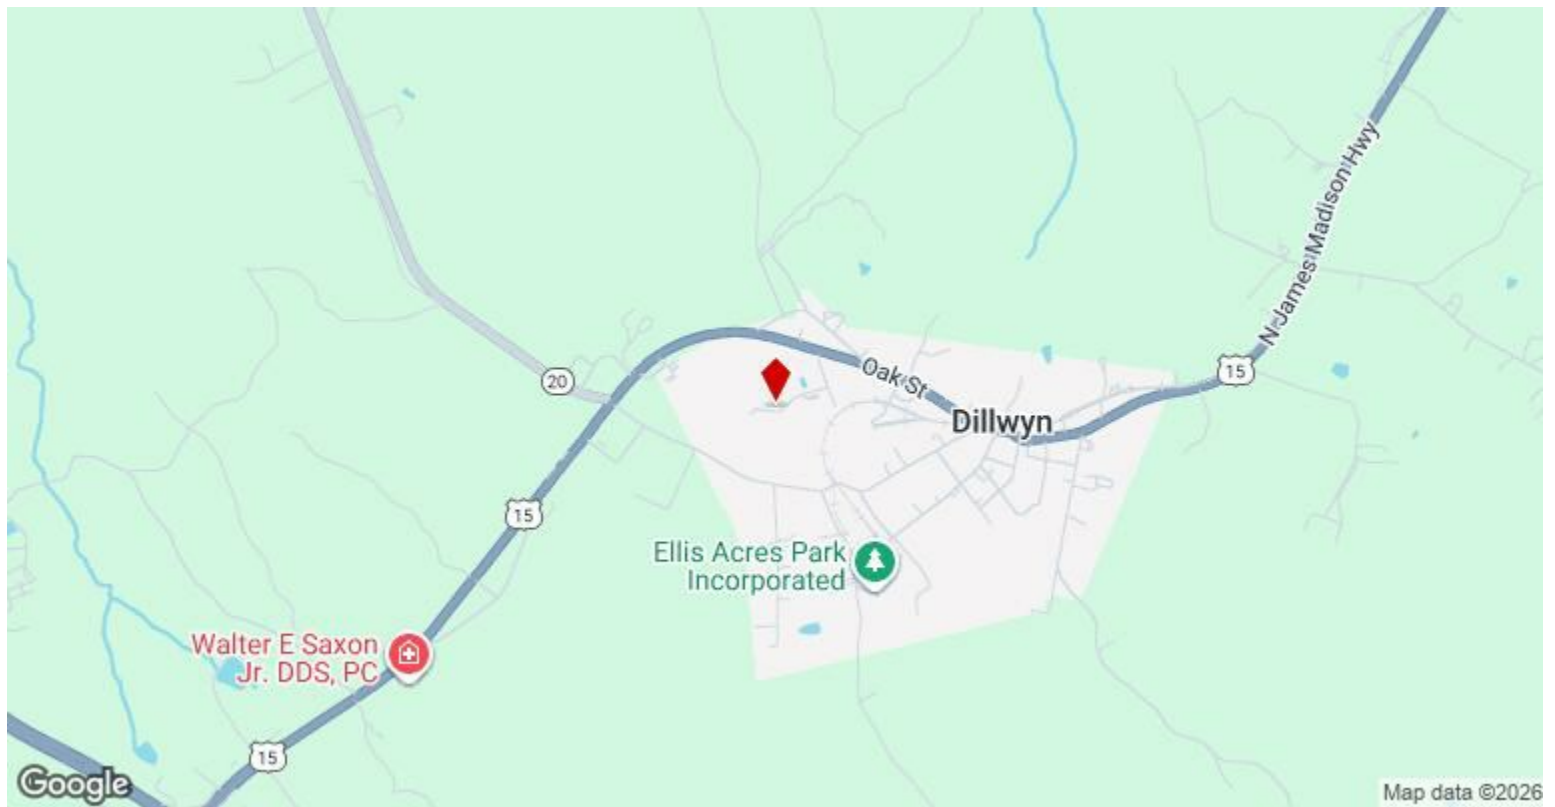 N James Madison Hwy
15
20
Oak St
Dillwyn
15
Ellis Acres Park
Incorporated
Walter E Saxon
Jr. DDS, PC
15
Google
Map data ©2026